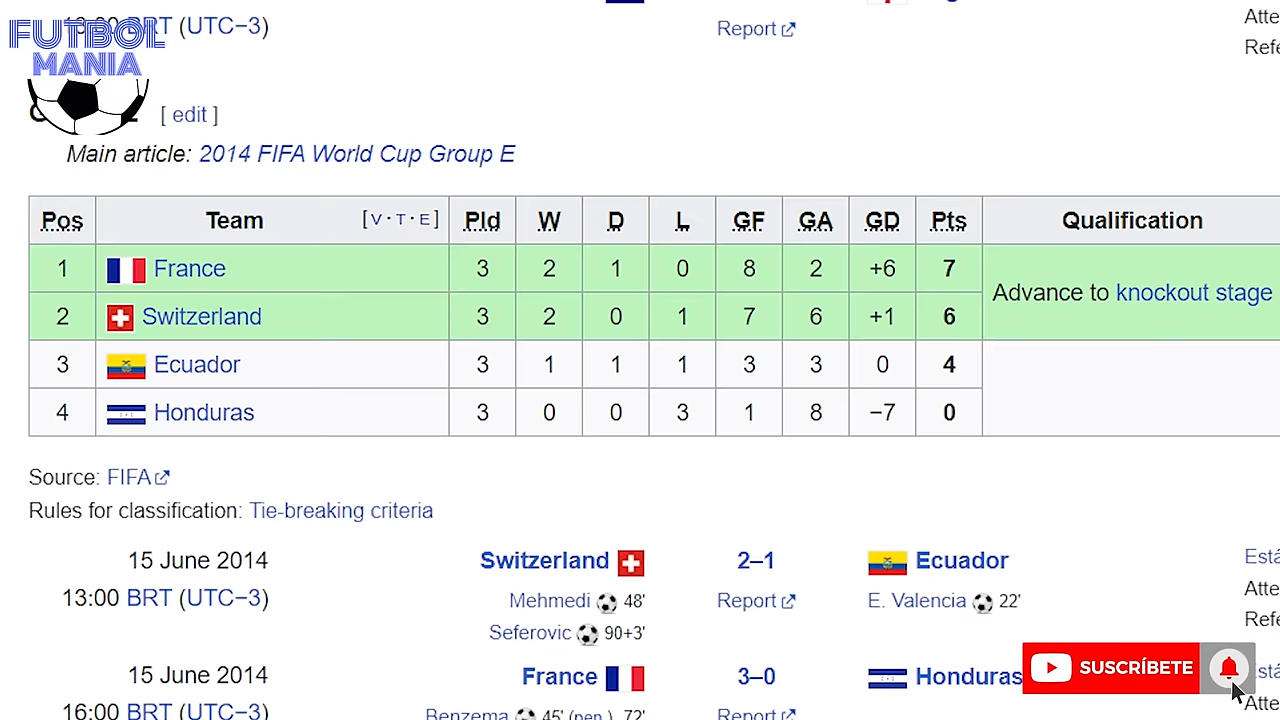 BRT (UTC−3)
Report
Atte
Refe
FUTBOL
MANIA
[ edit ]
Main article: 2014 FIFA World Cup Group E
Pos Team [V·T·E] Pld W D L GF GA GD Pts Qualification
1 France 3 2 1 0 8 2 +6 7 Advance to knockout stage
2 Switzerland 3 2 0 1 7 6 +1 6
3 Ecuador 3 1 1 1 3 3 0 4
4 Honduras 3 0 0 3 1 8 −7 0
Source: FIFA
Rules for classification: Tie-breaking criteria
15 June 2014 Switzerland 2–1 Ecuador Está
13:00 BRT (UTC−3) Mehmedi 48' Report E. Valencia 22' Atte
Seferovic 90+3' Refe
15 June 2014 France 3–0 Honduras
SUSCRÍBETE
16:00 BRT (UTC−3) Benzema 45' (pen.), 72' Report Atte